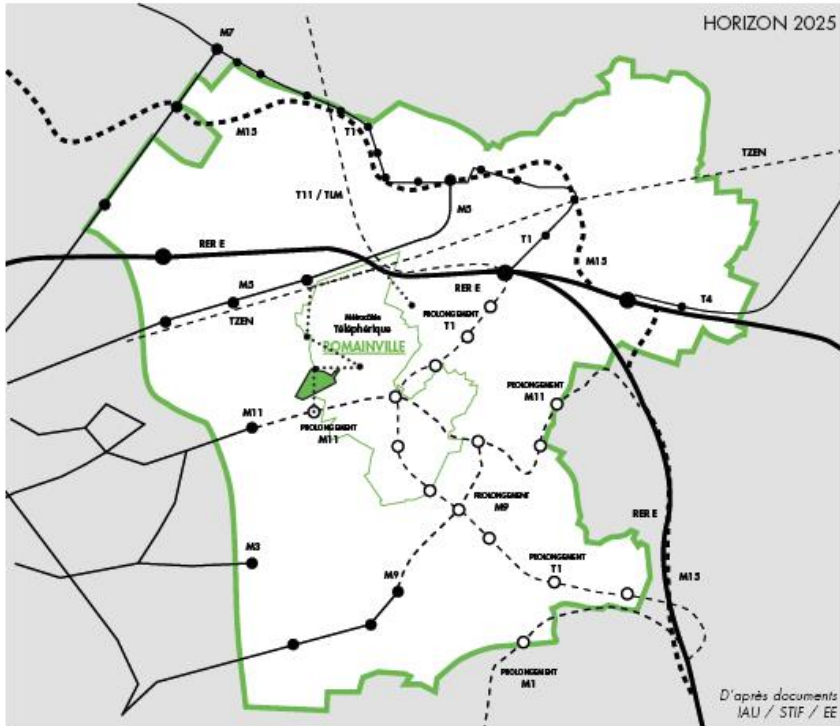 HORIZON 2025
M7
M15
T1
TZEN
T11 / TLM
M5
T1
RER E
M15
RER E
M5
TZEN
T4
PROLONGEMENT
T1
Métrocâble
Téléphérique
ROMAINVILLE
PROLONGEMENT
M11
M11
PROLONGEMENT
M11
PROLONGEMENT
M9
RER E
M3
PROLONGEMENT
T1
M9
M15
PROLONGEMENT
M1
D'après documents
IAU / STIF / EE